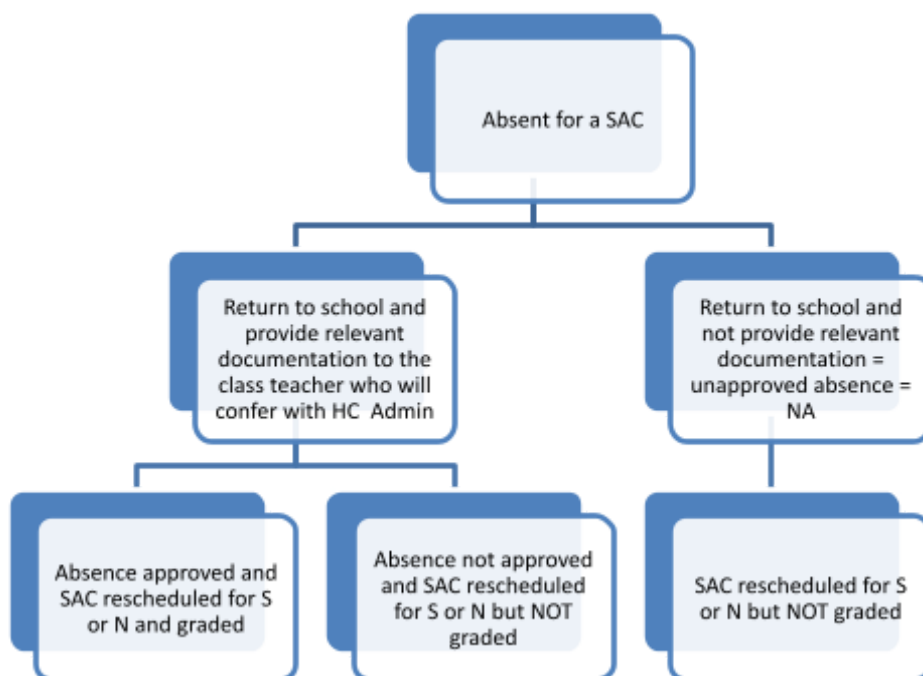 Absent for a SAC
Return to school and
provide relevant
documentation to the
class teacher who will
confer with HC Admin
Return to school and
not provide relevant
documentation =
unapproved absence =
NA
Absence approved and
SAC rescheduled for S
or N and graded
Absence not approved
and SAC rescheduled
for S or N but NOT
graded
SAC rescheduled for S
or N but NOT graded